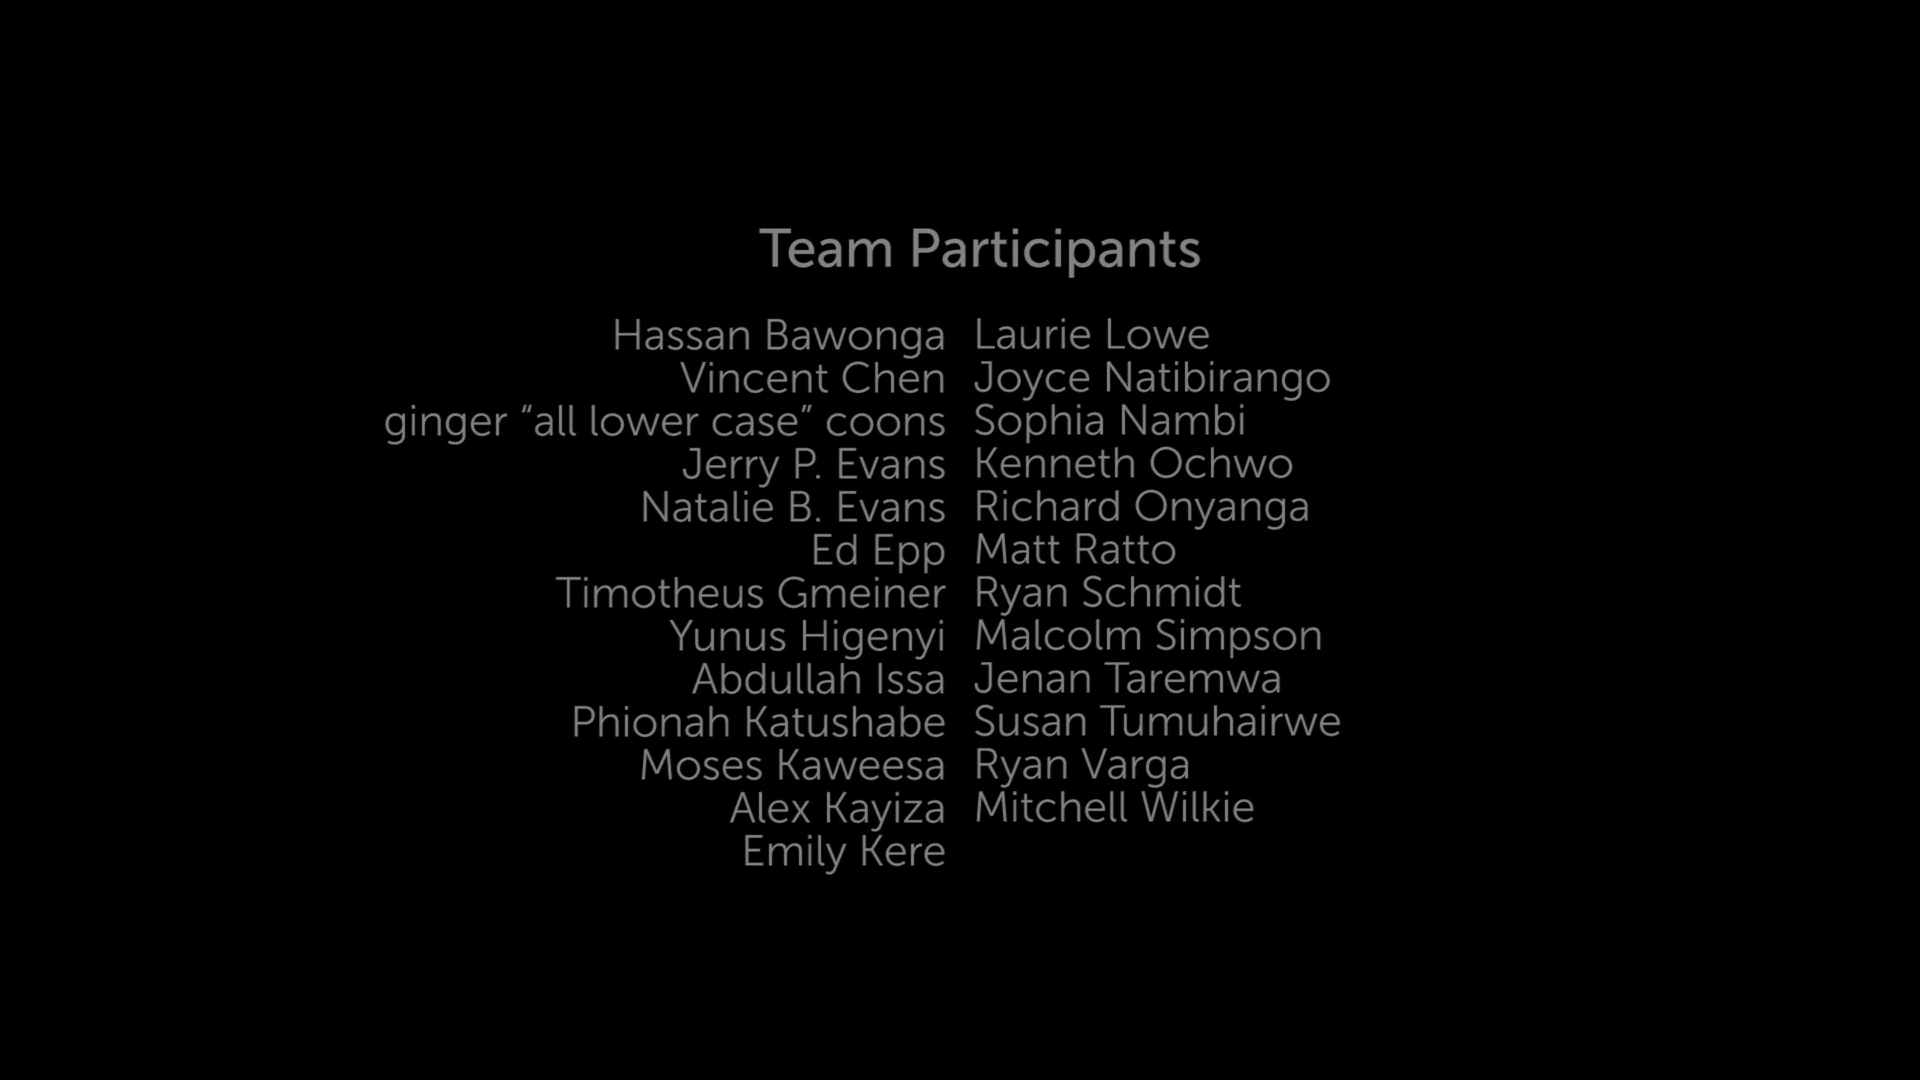 Team Participants
Hassan Bawonga
Vincent Chen
ginger “all lower case” coons
Jerry P. Evans
Natalie B. Evans
Ed Epp
Timotheus Gmeiner
Yunus Higenyi
Abdullah Issa
Phionah Katushabe
Moses Kaweesa
Alex Kayiza
Emily Kere
Laurie Lowe
Joyce Natibirango
Sophia Nambi
Kenneth Ochwo
Richard Onyanga
Matt Ratto
Ryan Schmidt
Malcolm Simpson
Jenan Taremwa
Susan Tumuhairwe
Ryan Varga
Mitchell Wilkie